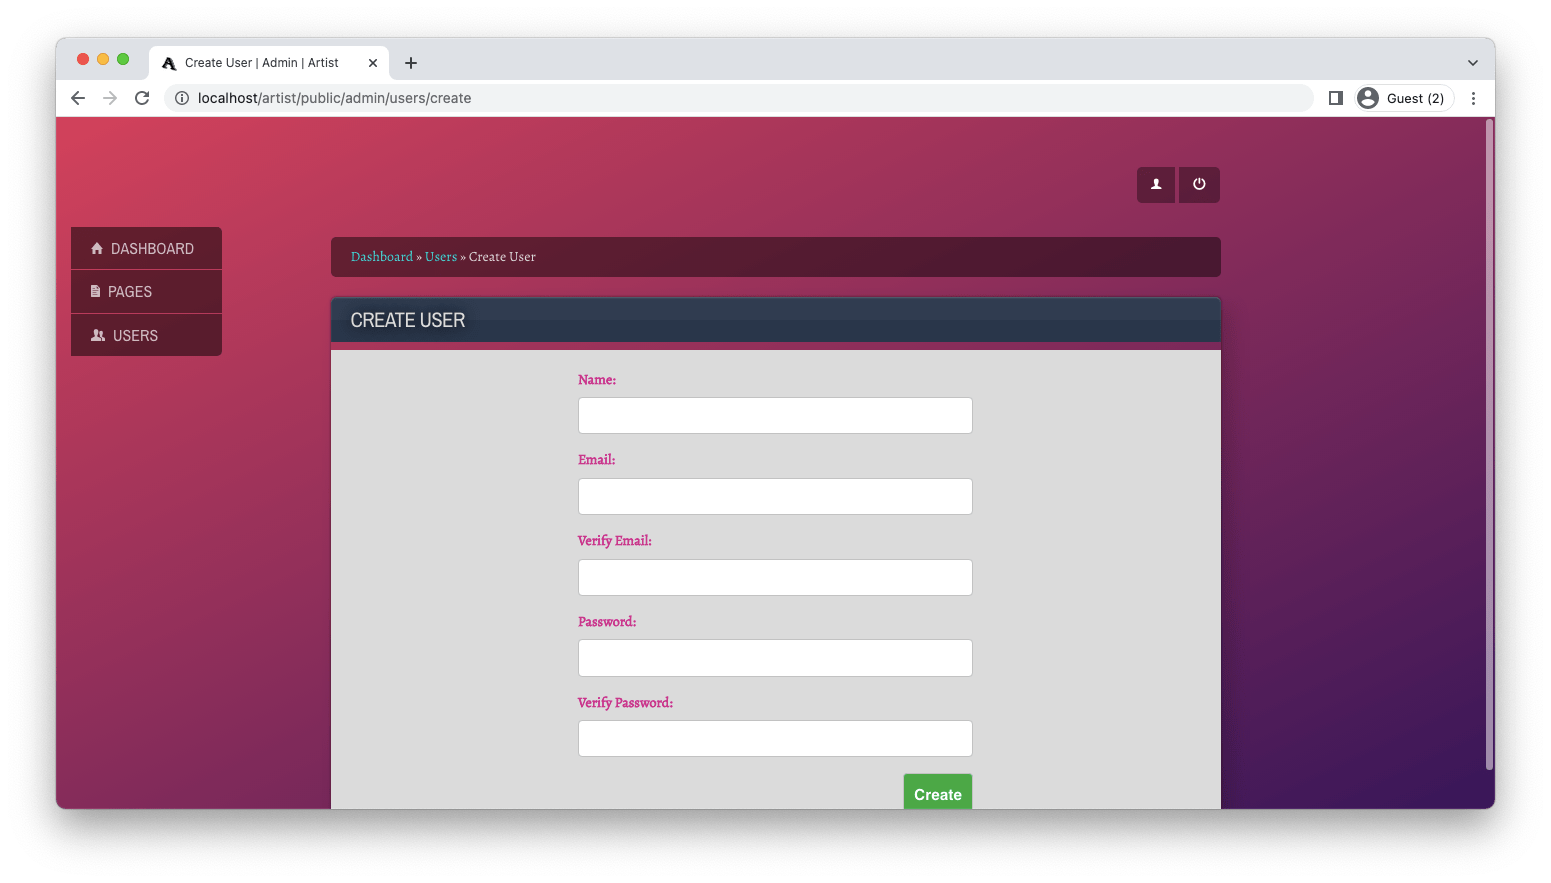 Create User | Admin | Artist
localhost/artist/public/admin/users/create
Guest (2)
DASHBOARD
PAGES
USERS
Dashboard » Users » Create User
CREATE USER
Name:
Email:
Verify Email:
Password:
Verify Password:
Create